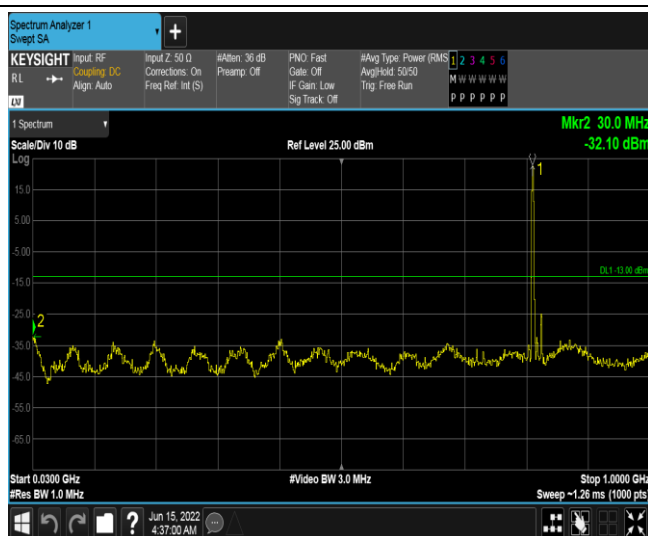 Spectrum Analyzer 1
Swept SA
+
KEYSIGHT Input: RF Input Z: 50 Ω #Atten: 36 dB PNO: Fast #Avg Type: Power (RMS 1 2 3 4 5 6
RL Coupling: DC Corrections: On Preamp: Off Gate: Off Avg|Hold: 50/50 M W W W W W
Align: Auto Freq Ref: Int (S) IF Gain: Low Trig: Free Run
Sig Track: Off P P P P P P
LXI
1 Spectrum Mkr2 30.0 MHz
Scale/Div 10 dB Ref Level 25.00 dBm -32.10 dBm
Log
1
15.0
5.00
-5.00
DL1 -13.00 dBm
-15.0
-25.0
2
-35.0
-45.0
-55.0
-65.0
Start 0.0300 GHz #Video BW 3.0 MHz Stop 1.0000 GHz
#Res BW 1.0 MHz Sweep ~1.26 ms (1000 pts)
? Jun 15, 2022
4:37:00 AM